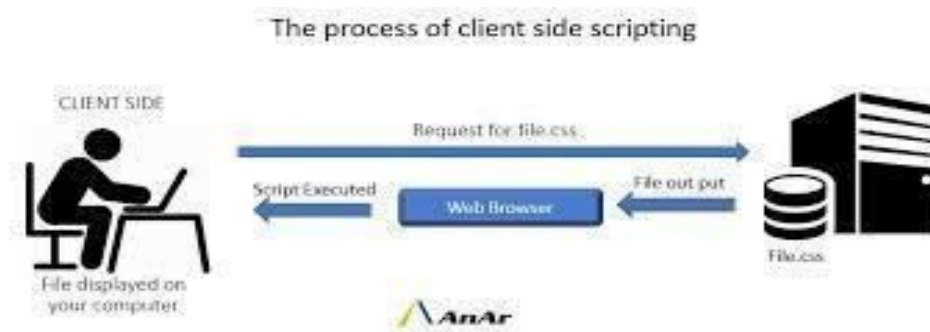 The process of client side scripting
CLIENT SIDE
Request for file.css
Script Executed
File out put
Web Browser
File.css
File displayed on
your computer
AnAr